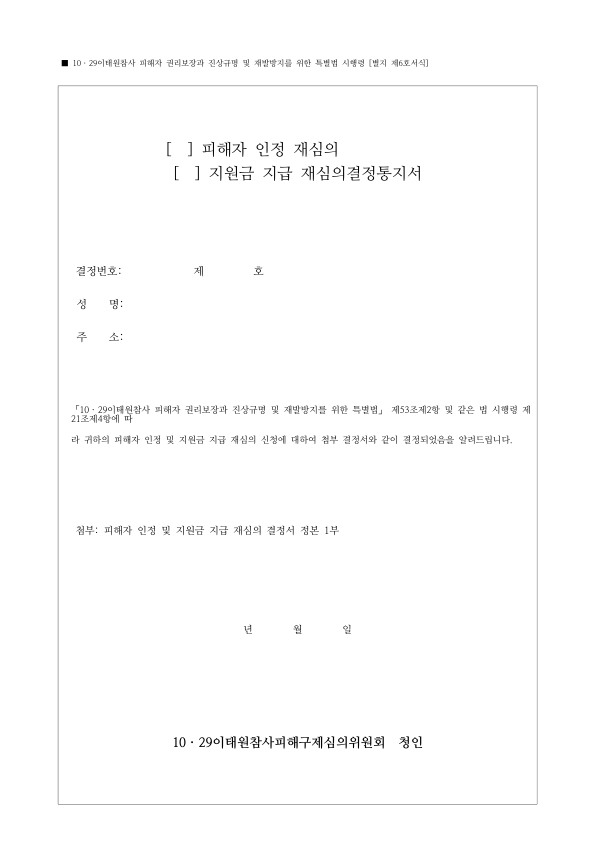 ■ 10·29이태원참사 피해자 권리보장과 진상규명 및 재발방지를 위한 특별법 시행령 [별지 제6호서식]
[ ] 피해자 인정 재심의
[ ] 지원금 지급 재심의결정통지서
결정번호: 제 호
성 명:
주 소:
「10·29이태원참사 피해자 권리보장과 진상규명 및 재발방지를 위한 특별법」 제53조제2항 및 같은 법 시행령 제
21조제4항에 따
라 귀하의 피해자 인정 및 지원금 지급 재심의 신청에 대하여 첨부 결정서와 같이 결정되었음을 알려드립니다.
첨부: 피해자 인정 및 지원금 지급 재심의 결정서 정본 1부
년 월 일
10·29이태원참사피해구제심의위원회 청인